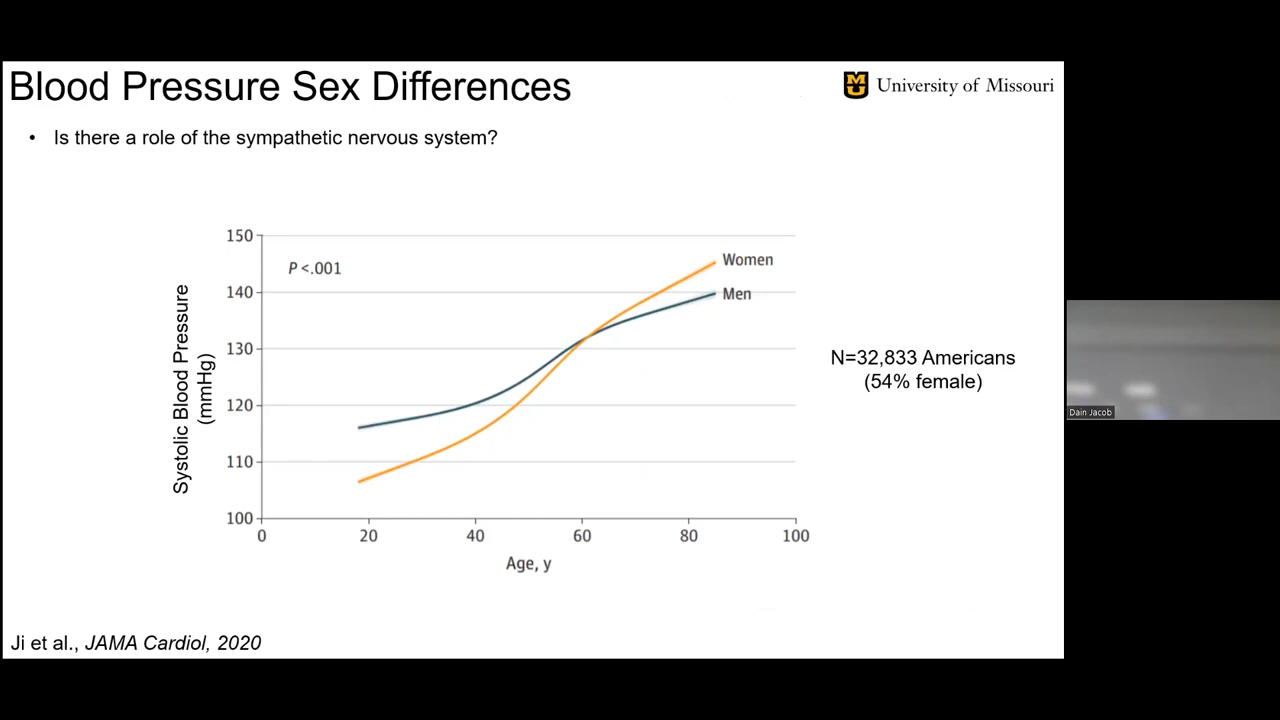 Blood Pressure Sex Differences
University of Missouri
• Is there a role of the sympathetic nervous system?
150
140
130
120
110
100
P <.001
Women
Men
Systolic Blood Pressure
(mmHg)
0 20 40 60 80 100
Age, y
N=32,833 Americans
(54% female)
Dain Jacob
Ji et al., JAMA Cardiol, 2020